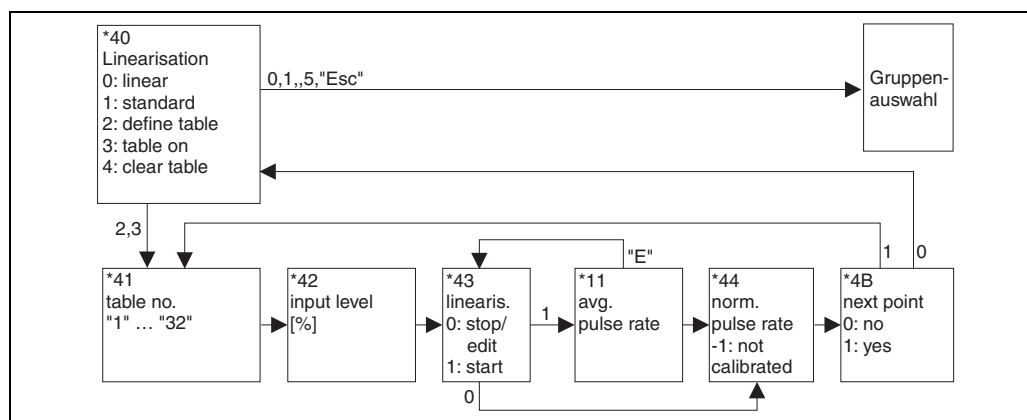 *40
Linearisation
0: linear
1: standard
2: define table
3: table on
4: clear table
0,1,,5,"Esc"
Gruppen-
auswahl
2,3
1
0
"E"
*41
table no.
"1" ... "32"
*42
input level
[%]
*43
linearis.
0: stop/
edit
1: start
1
0
*11
avg.
pulse rate
*44
norm.
pulse rate
-1: not
calibrated
*4B
next point
0: no
1: yes